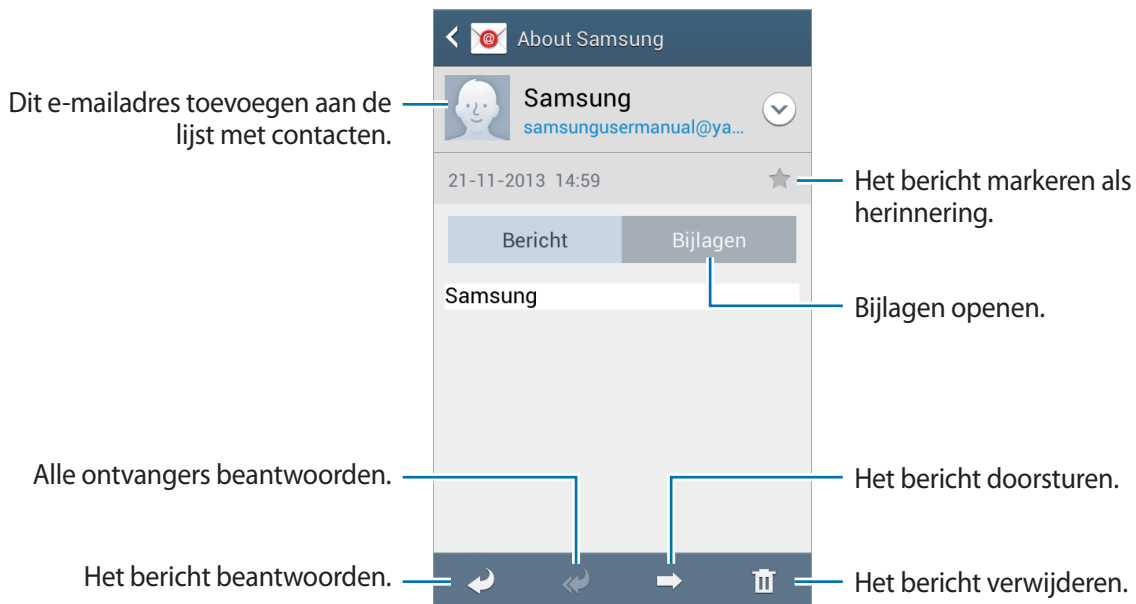 About Samsung
Dit e-mailadres toevoegen aan de
lijst met contacten.
Samsung
samsungusermanual@ya...
21-11-2013 14:59
Het bericht markeren als
herinnering.
Bericht
Bijlagen
Samsung
Bijlagen openen.
Alle ontvangers beantwoorden.
Het bericht doorsturen.
Het bericht beantwoorden.
Het bericht verwijderen.